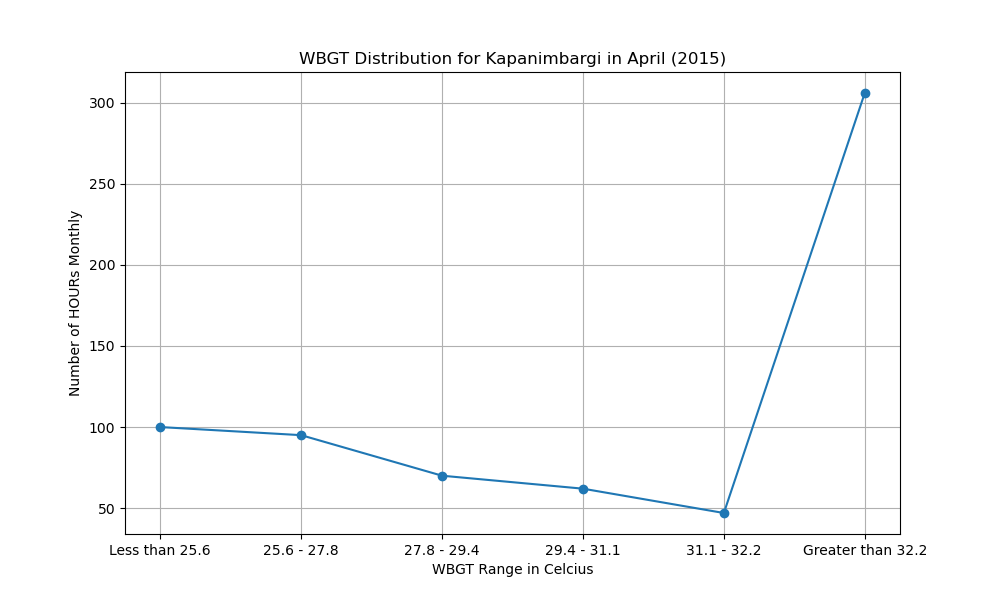 WBGT Distribution for Kapanimbargi in April (2015)
Number of HOURs Monthly
300
250
200
150
100
50
Less than 25.6
25.6 - 27.8
27.8 - 29.4
29.4 - 31.1
31.1 - 32.2
Greater than 32.2
WBGT Range in Celcius